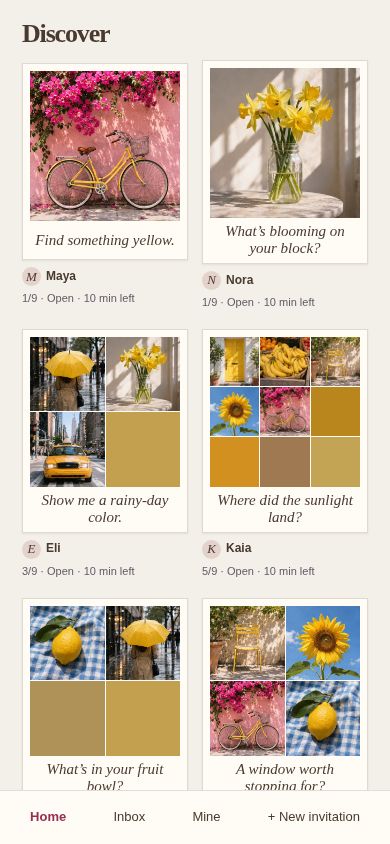 Discover
Find something yellow.
M Maya
1/9 · Open · 10 min left
What's blooming on
your block?
N Nora
1/9 · Open · 10 min left
Show me a rainy-day
color.
E Eli
3/9 · Open · 10 min left
Where did the sunlight
land?
K Kaia
5/9 · Open · 10 min left
What's in your fruit
bowl?
A window worth
stopping for?
Home Inbox Mine + New invitation